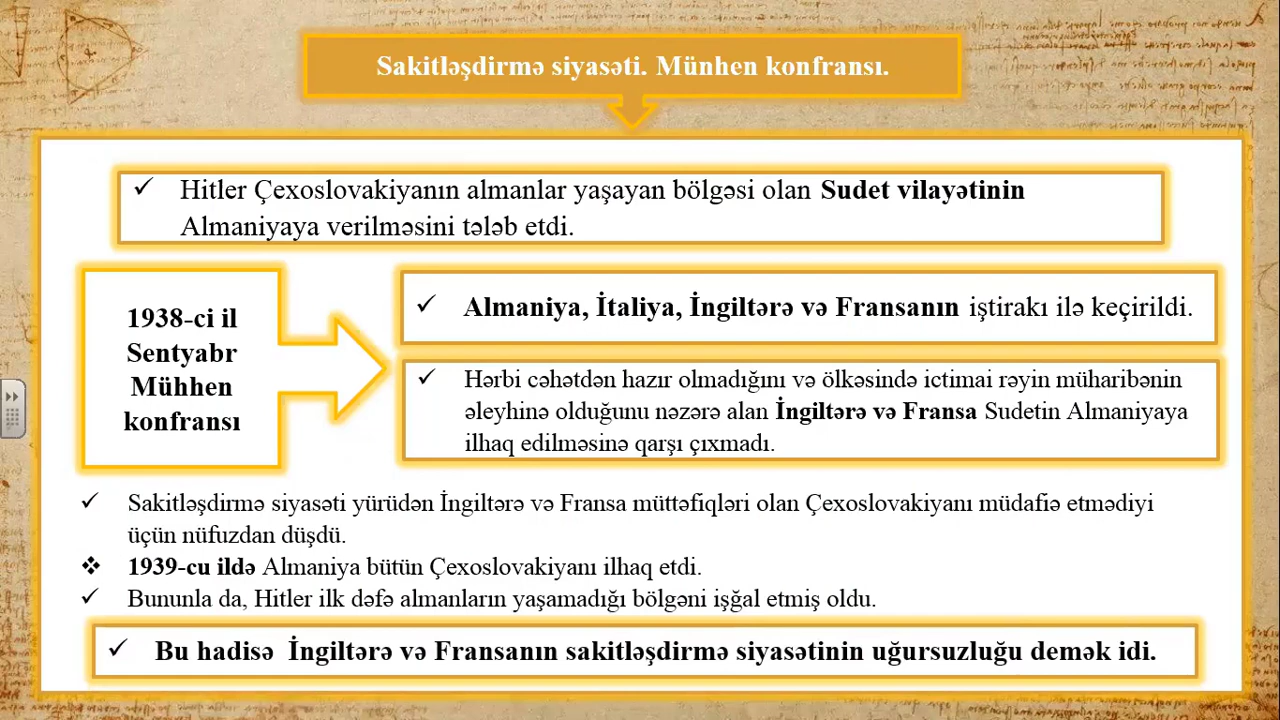 Sakitləşdirmə siyasəti. Münhen konfransı.
✓ Hitler Çexoslovakiyanın almanlar yaşayan bölgəsi olan Sudet vilayətinin
Almaniyaya verilməsini tələb etdi.
1938-ci il
Sentyabr
Mühhen
konfransı
✓ Almaniya, İtaliya, İngiltərə və Fransanın iştirakı ilə keçirildi.
✓ Hərbi cəhətdən hazır olmadığını və ölkəsində ictimai rəyin müharibənin
əleyhinə olduğunu nəzərə alan İngiltərə və Fransa Sudetin Almaniyaya
ilhaq edilməsinə qarşı çıxmadı.
✓ Sakitləşdirmə siyasəti yürüdən İngiltərə və Fransa müttəfiqləri olan Çexoslovakiyanı müdafiə etmədiyi
üçün nüfuzdan düşdü.
❖ 1939-cu ildə Almaniya bütün Çexoslovakiyanı ilhaq etdi.
✓ Bununla da, Hitler ilk dəfə almanların yaşamadığı bölgəni işğal etmiş oldu.
✓ Bu hadisə İngiltərə və Fransanın sakitləşdirmə siyasətinin uğursuzluğu demək idi.